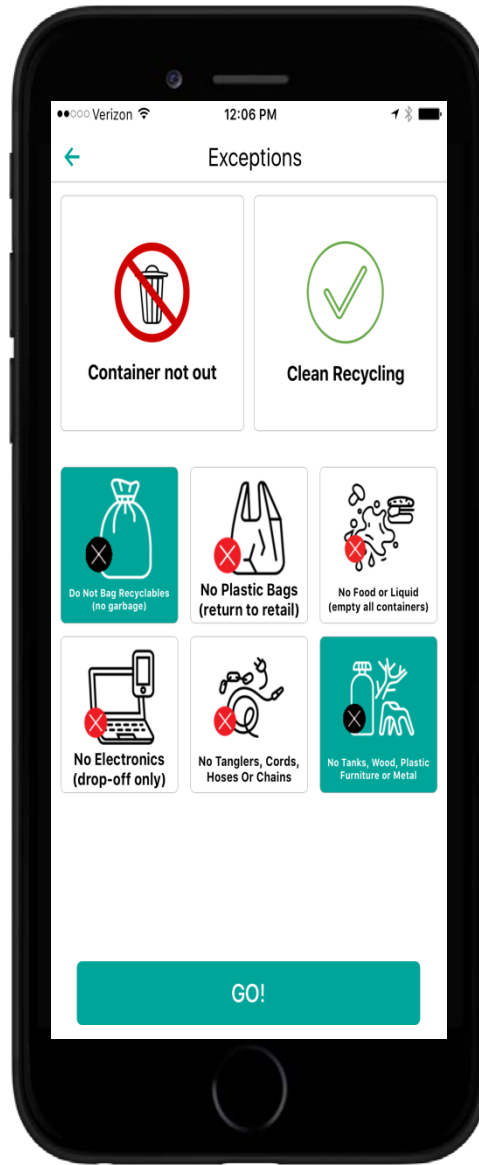 Verizon 12:06 PM
Exceptions
Container not out
Clean Recycling
Do Not Bag Recyclables
(no garbage)
No Plastic Bags
(return to retail)
No Food or Liquid
(empty all containers)
No Electronics
(drop-off only)
No Tanglers, Cords,
Hoses Or Chains
No Tanks, Wood, Plastic
Furniture or Metal
GO!